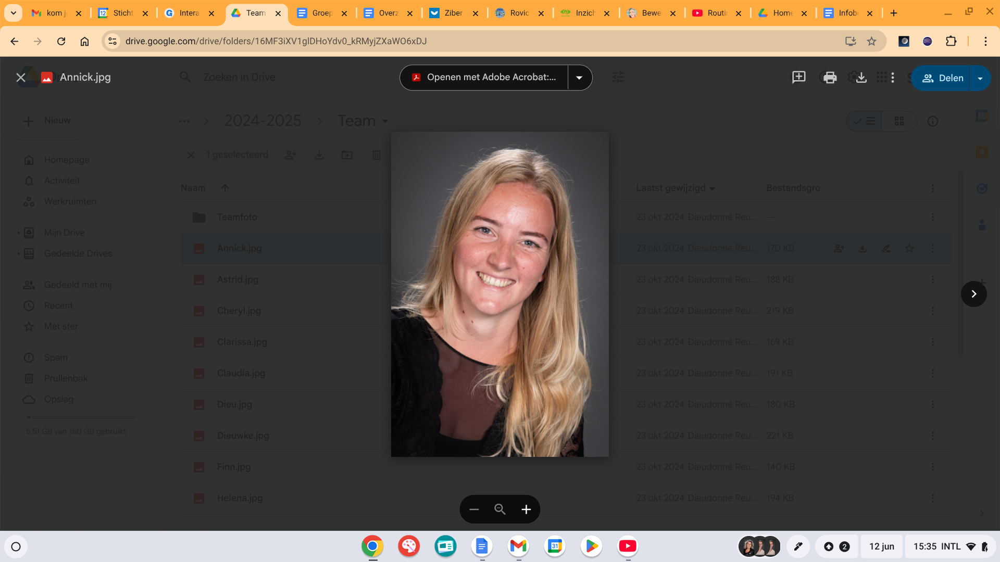 kom j
Sticht
Intera
Team
Groep
Overz
Ziber
Rovic
Inzich
Bewe
Routi
Home
Infobo
drive.google.com/drive/folders/16MF3iXV1glDHoYdv0_kRMyjZXaWO6xDJ
Annick.jpg
Zoeken in Drive
Openen met Adobe Acrobat:...
Delen
Nieuw
2024-2025
Team
1 geselecteerd
Homepage
Activiteit
Werkruimten
Mijn Drive
Gedeelde Drives
Gedeeld met mij
Recent
Met ster
Spam
Prullenbak
Opslag
5,51 GB van 150 GB gebruikt
Naam Laatst gewijzigd Bestandsgro
Teamfoto 23 okt 2024 Dieudonné Reu... —
Annick.jpg 23 okt 2024 Dieudonné Reu... 170 KB
Astrid.jpg 23 okt 2024 Dieudonné Reu... 188 KB
Cheryl.jpg 23 okt 2024 Dieudonné Reu... 219 KB
Clarissa.jpg 23 okt 2024 Dieudonné Reu... 169 KB
Claudia.jpg 23 okt 2024 Dieudonné Reu... 191 KB
Dieu.jpg 23 okt 2024 Dieudonné Reu... 180 KB
Dieuwke.jpg 23 okt 2024 Dieudonné Reu... 221 KB
Finn.jpg 23 okt 2024 Dieudonné Reu... 140 KB
Helena.jpg 23 okt 2024 Dieudonné Reu... 194 KB
31
2
12 jun
15:35 INTL